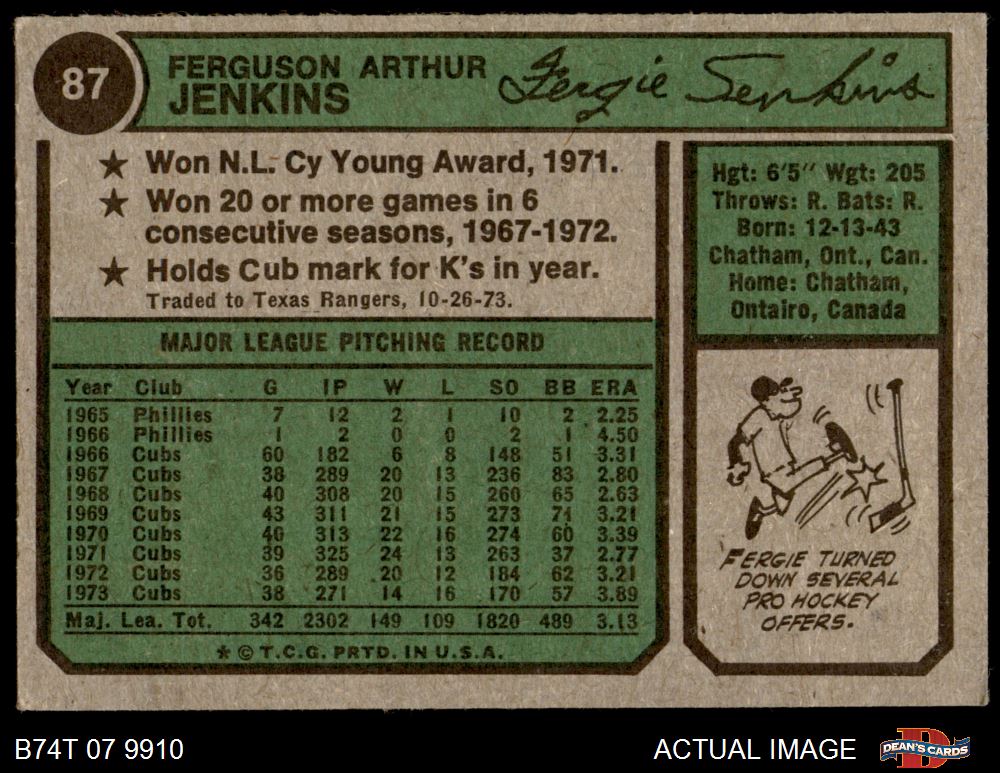 87
FERGUSON ARTHUR
JENKINS
Fergie Jenkins
★ Won N.L. Cy Young Award, 1971.
★ Won 20 or more games in 6
consecutive seasons, 1967-1972.
★ Holds Cub mark for K's in year.
Traded to Texas Rangers, 10-26-73.
Hgt: 6'5" Wgt: 205
Throws: R. Bats: R.
Born: 12-13-43
Chatham, Ont., Can.
Home: Chatham,
Ontairo, Canada
MAJOR LEAGUE PITCHING RECORD
Year Club G IP W L SO BB ERA
1965 Phillies 7 12 2 1 10 2 2.25
1966 Phillies 1 2 0 0 2 1 4.50
1966 Cubs 60 182 6 8 148 51 3.31
1967 Cubs 38 289 20 13 236 83 2.80
1968 Cubs 40 308 20 15 260 65 2.63
1969 Cubs 43 311 21 15 273 71 3.21
1970 Cubs 40 313 22 16 274 60 3.39
1971 Cubs 39 325 24 13 263 37 2.77
1972 Cubs 36 289 20 12 184 62 3.21
1973 Cubs 38 271 14 16 170 57 3.89
Maj. Lea. Tot. 342 2302 149 109 1820 489 3.13
★ © T.C.G. PRTD. IN U.S.A.
FERGIE TURNED
DOWN SEVERAL
PRO HOCKEY
OFFERS.
B74T 07 9910
ACTUAL IMAGE
DEAN'S CARDS